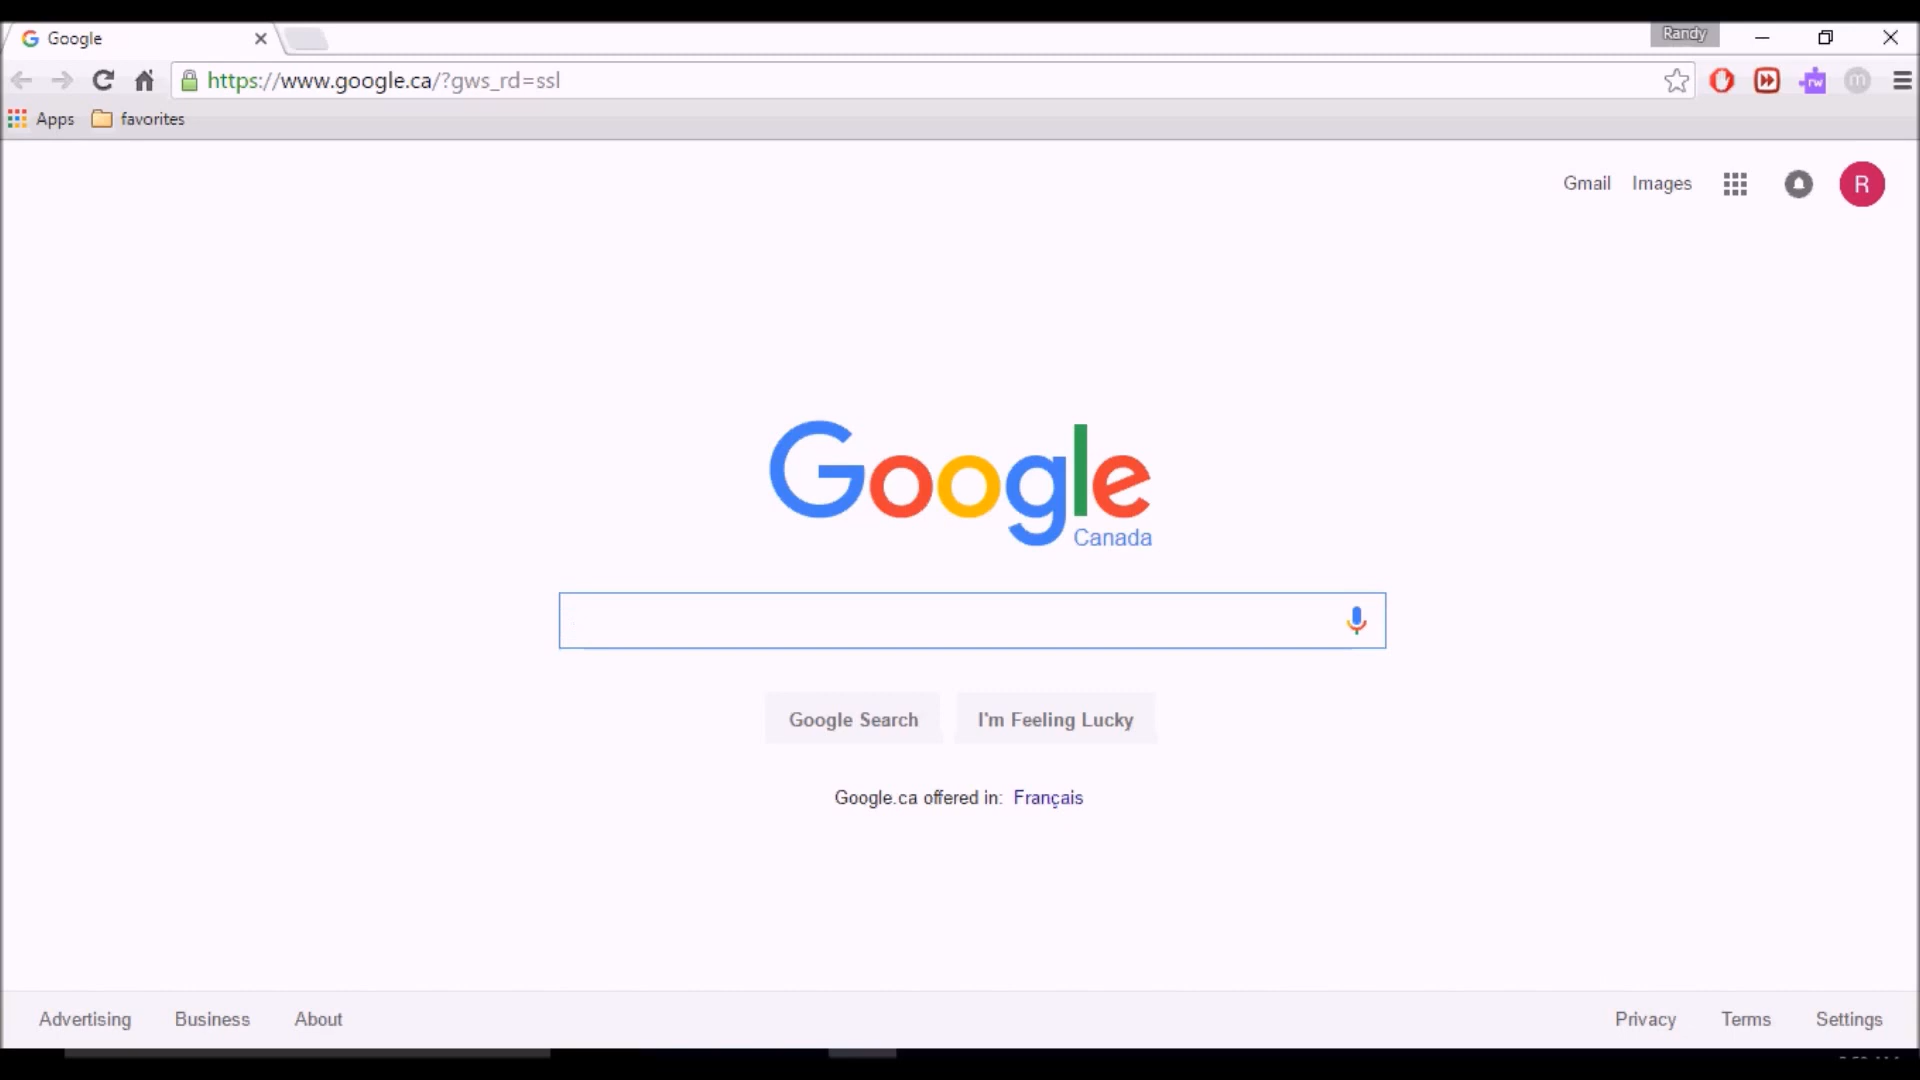 Google
Randy
https://www.google.ca/?gws_rd=ssl
rw
m
Apps
favorites
Gmail
Images
R
Google
Canada
Google Search
I'm Feeling Lucky
Google.ca offered in: Français
Advertising
Business
About
Privacy
Terms
Settings